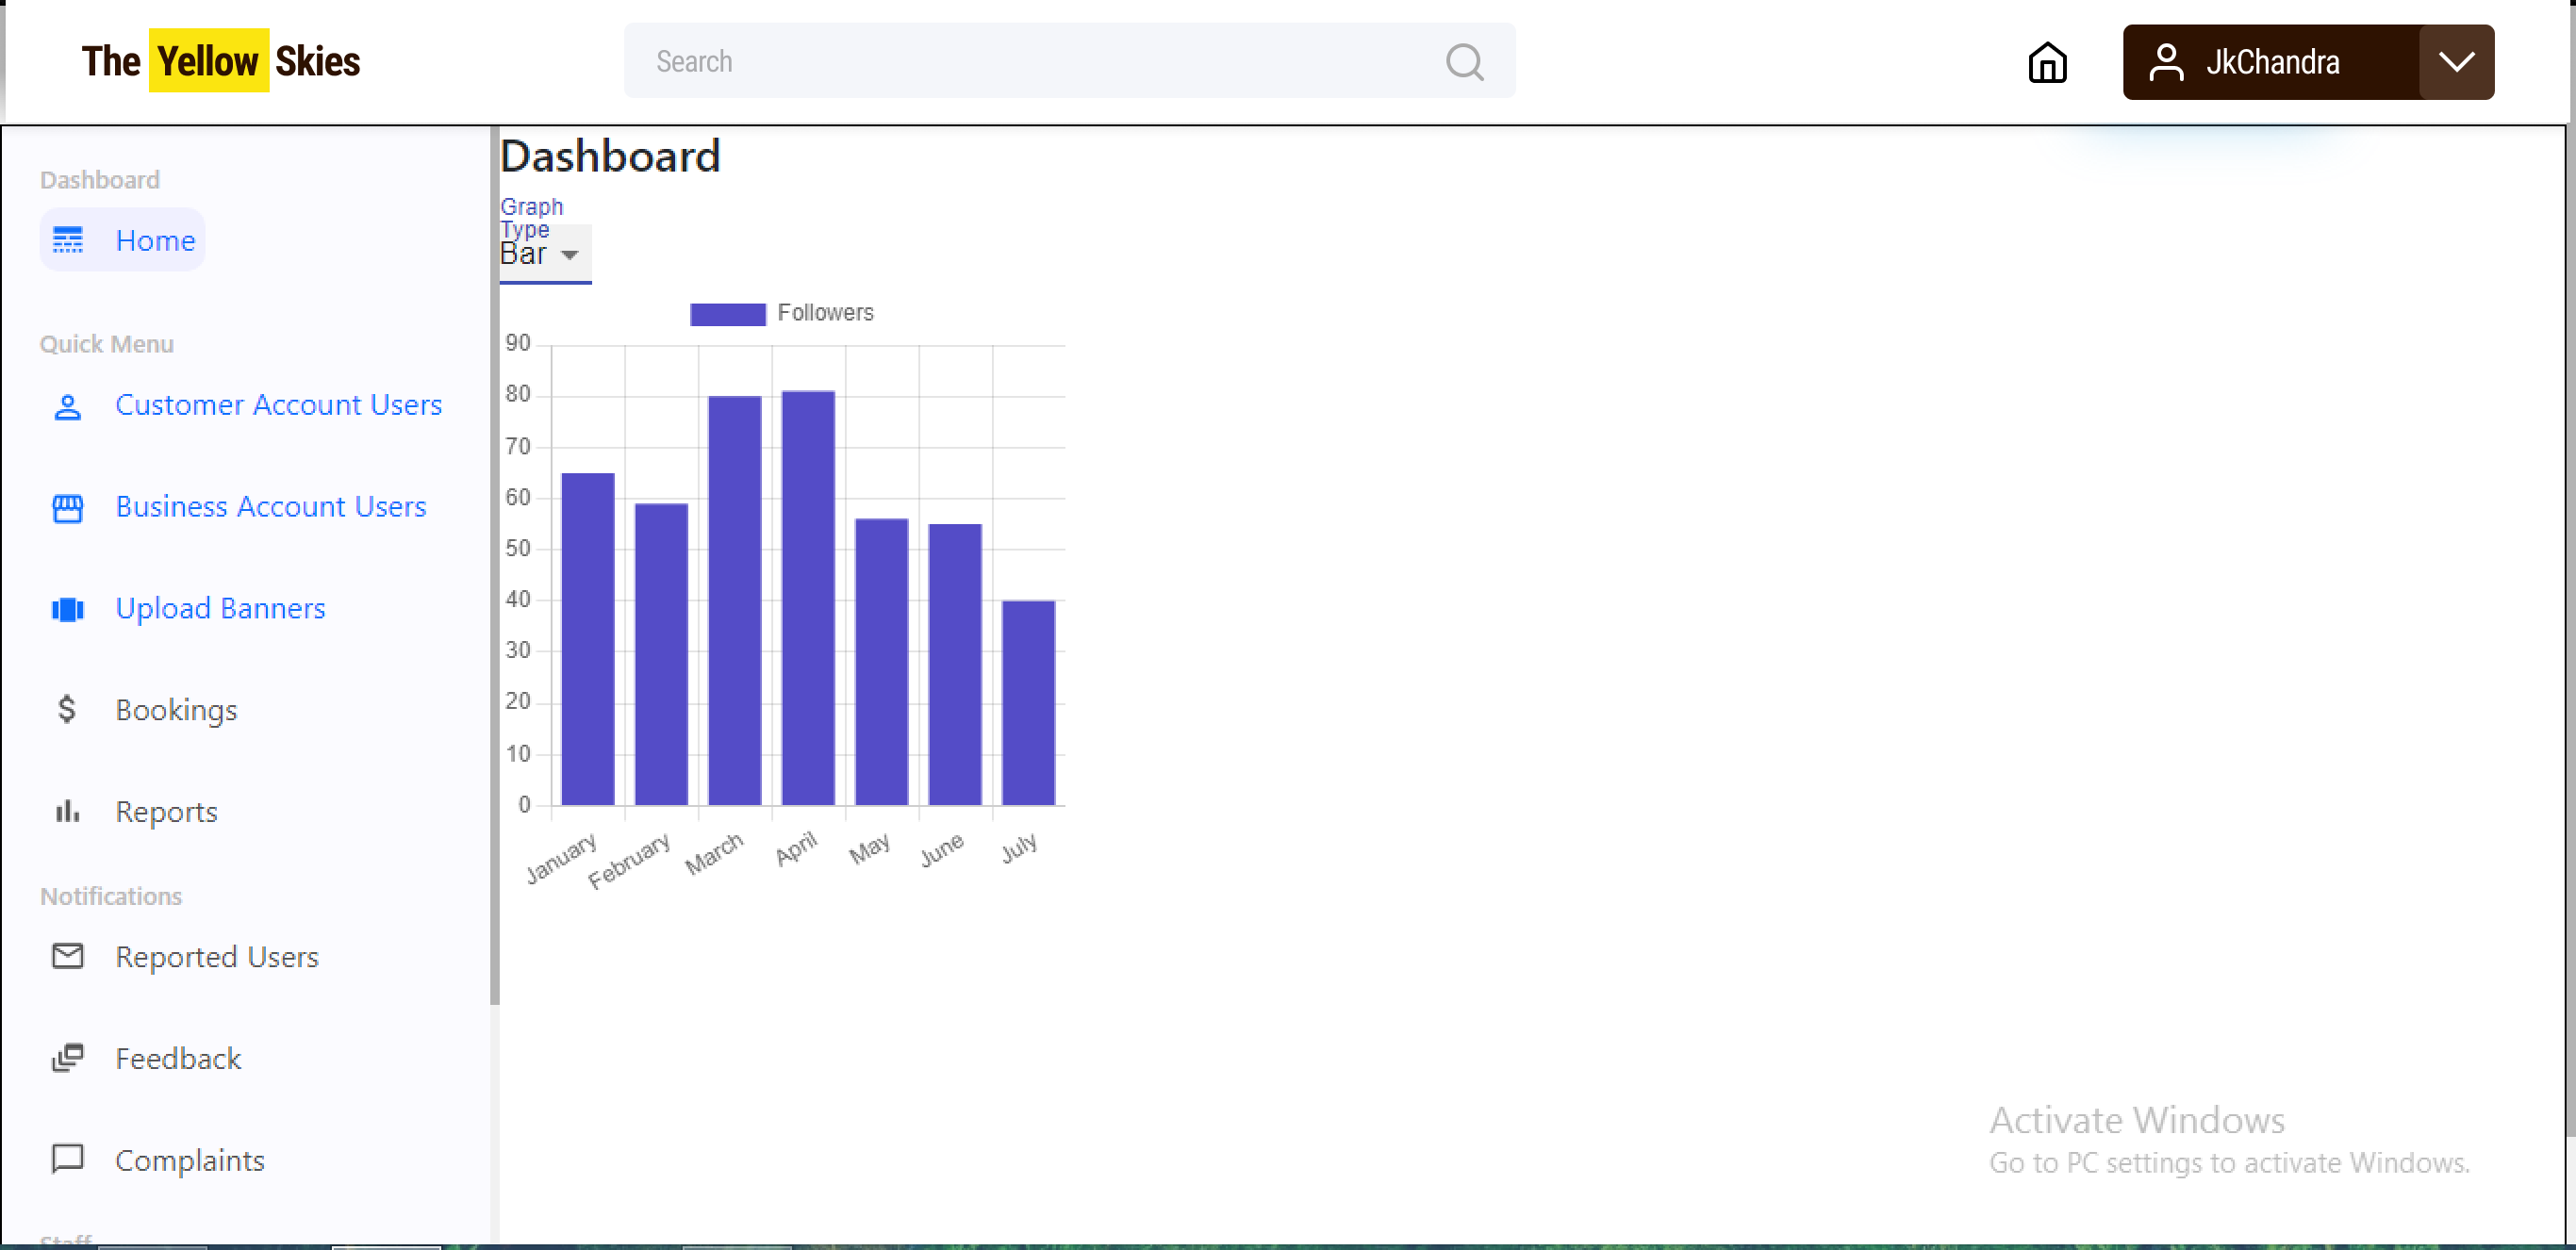 The Yellow Skies
Search
JkChandra
Dashboard
Home
Quick Menu
Customer Account Users
Business Account Users
Upload Banners
Bookings
Reports
Notifications
Reported Users
Feedback
Complaints
Staff
Dashboard
Graph
Type
Bar
Followers
90
80
70
60
50
40
30
20
10
0
January
February
March
April
May
June
July
Activate Windows
Go to PC settings to activate Windows.